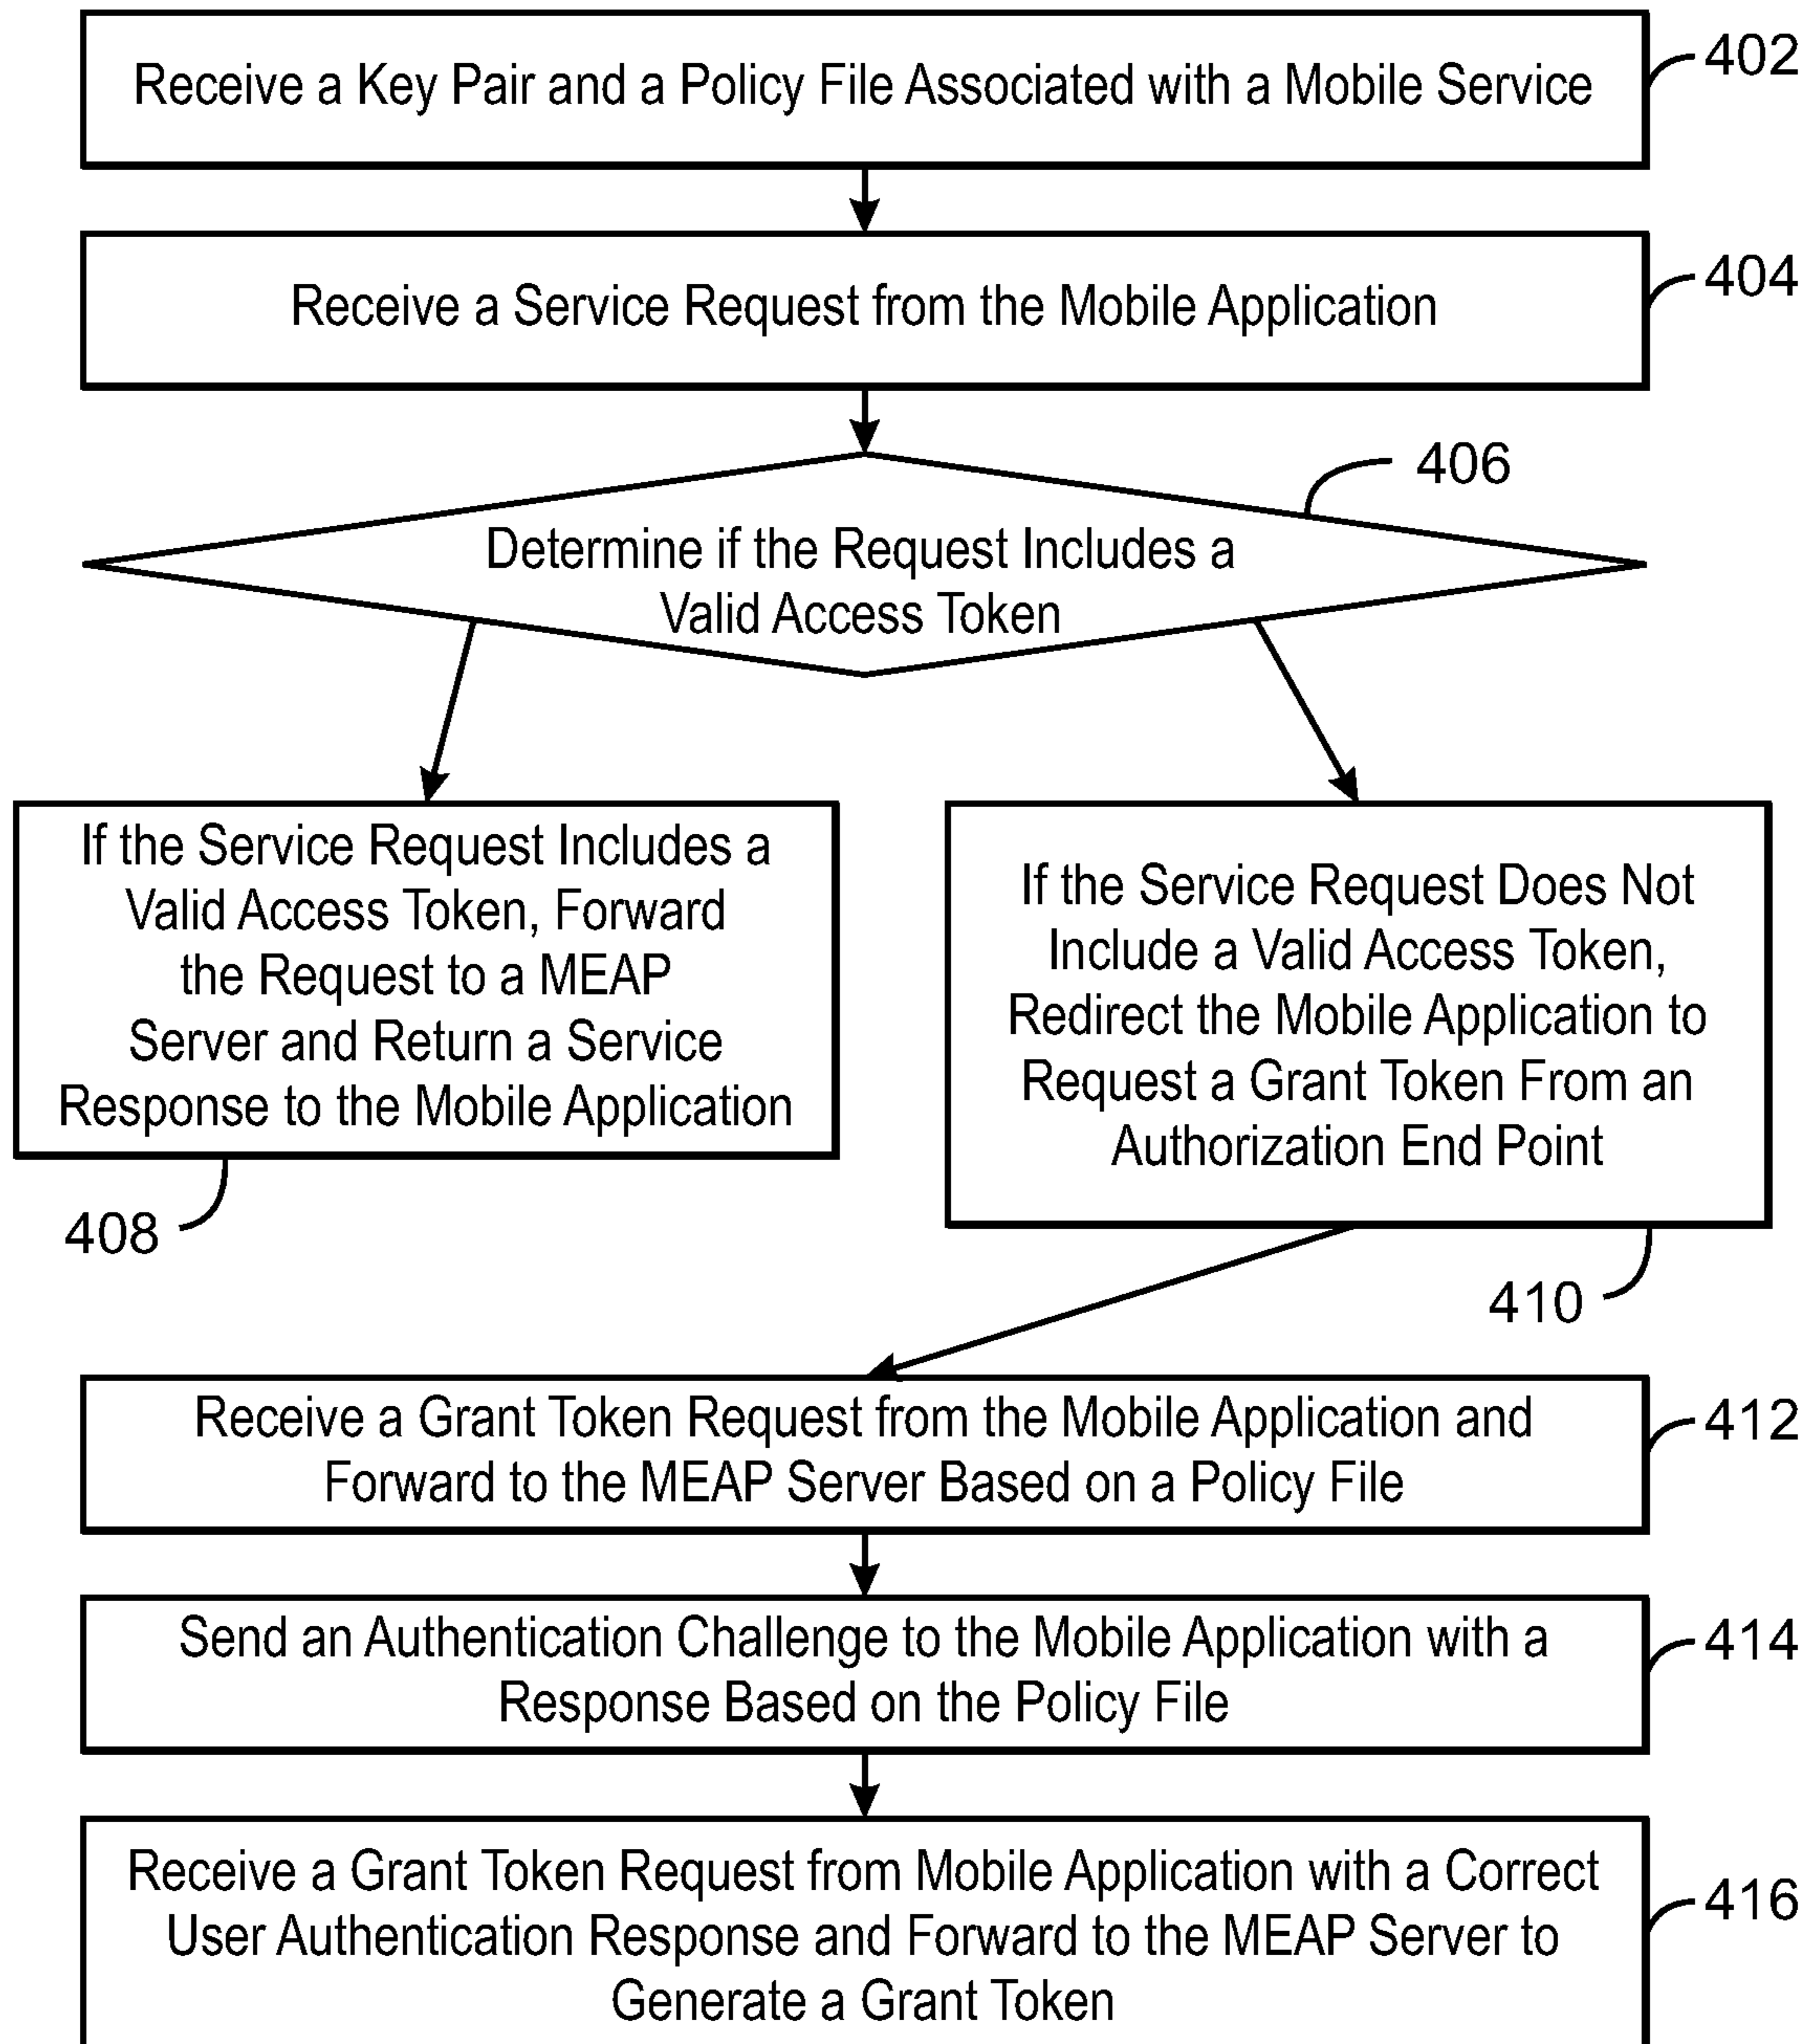 Receive a Key Pair and a Policy File Associated with a Mobile Service
402
Receive a Service Request from the Mobile Application
404
406
Determine if the Request Includes a
Valid Access Token
If the Service Request Includes a
Valid Access Token, Forward
the Request to a MEAP
Server and Return a Service
Response to the Mobile Application
408
If the Service Request Does Not
Include a Valid Access Token,
Redirect the Mobile Application to
Request a Grant Token From an
Authorization End Point
410
Receive a Grant Token Request from the Mobile Application and
Forward to the MEAP Server Based on a Policy File
412
Send an Authentication Challenge to the Mobile Application with a
Response Based on the Policy File
414
Receive a Grant Token Request from Mobile Application with a Correct
User Authentication Response and Forward to the MEAP Server to
Generate a Grant Token
416